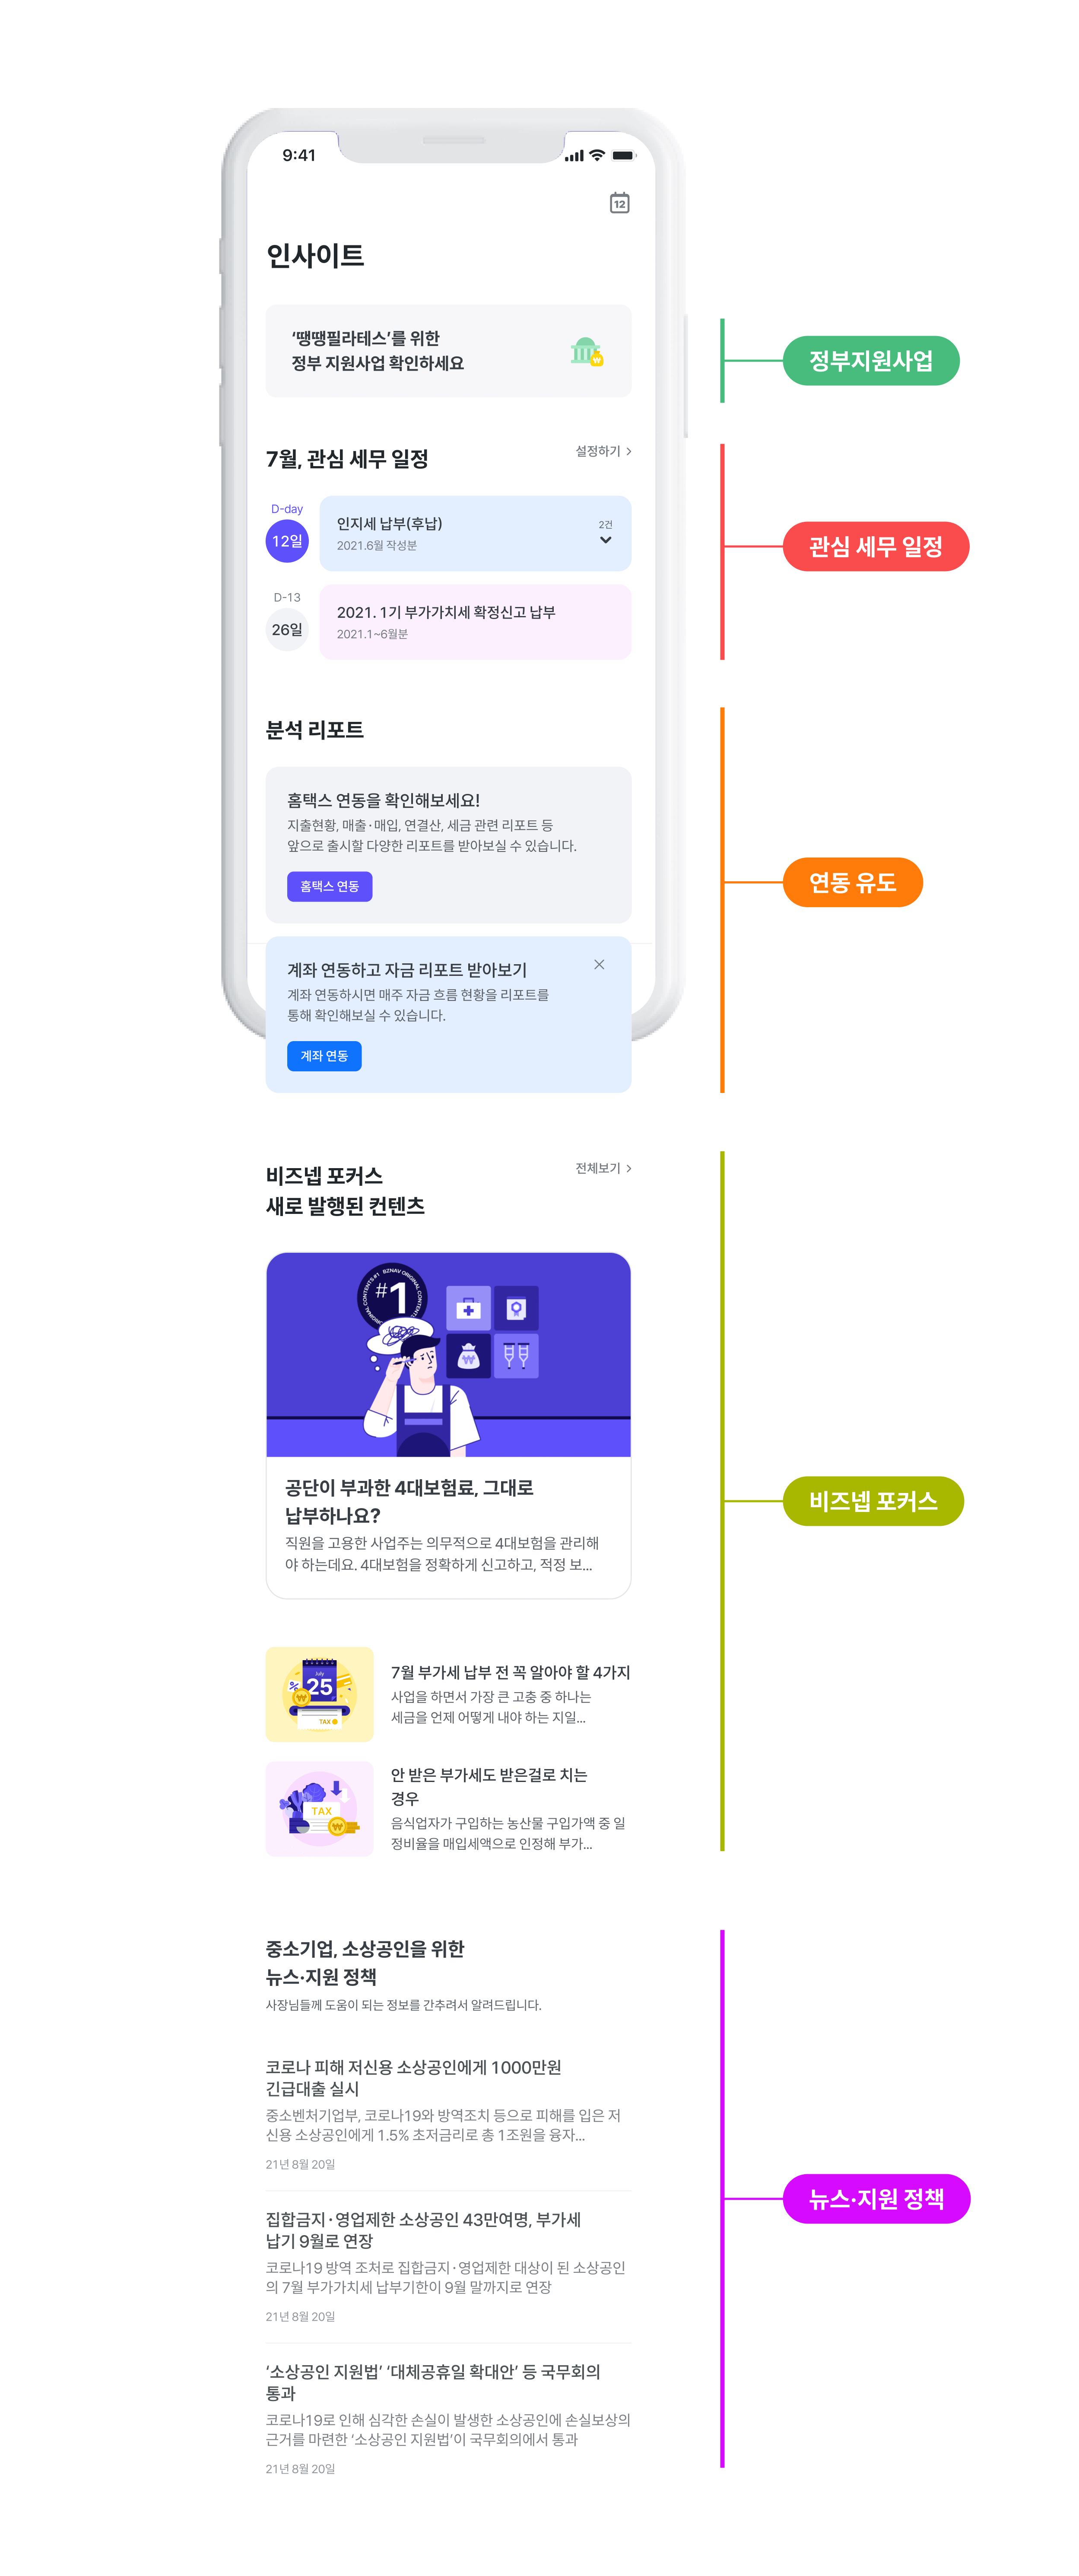 9:41
12
인사이트
‘땡땡필라테스’를 위한
정부 지원사업 확인하세요
정부지원사업
7월, 관심 세무 일정
설정하기
D-day
12일
인지세 납부(후납)
2021.6월 작성분
2건
D-13
26일
2021. 1기 부가가치세 확정신고 납부
2021.1~6월분
관심 세무 일정
분석 리포트
홈택스 연동을 확인해보세요!
지출현황, 매출·매입, 연결산, 세금 관련 리포트 등
앞으로 출시할 다양한 리포트를 받아보실 수 있습니다.
홈택스 연동
계좌 연동하고 자금 리포트 받아보기
계좌 연동하시면 매주 자금 흐름 현황을 리포트를
통해 확인해보실 수 있습니다.
계좌 연동
연동 유도
비즈넵 포커스
새로 발행된 컨텐츠
전체보기
BZNAV ORIGINAL CONTENTS #1
#1
공단이 부과한 4대보험료, 그대로
납부하나요?
직원을 고용한 사업주는 의무적으로 4대보험을 관리해
야 하는데요. 4대보험을 정확하게 신고하고, 적정 보...
비즈넵 포커스
July
25
%
₩
TAX
7월 부가세 납부 전 꼭 알아야 할 4가지
사업을 하면서 가장 큰 고충 중 하나는
세금을 언제 어떻게 내야 하는 지일...
TAX
₩
안 받은 부가세도 받은걸로 치는
경우
음식업자가 구입하는 농산물 구입가액 중 일
정비율을 매입세액으로 인정해 부가...
중소기업, 소상공인을 위한
뉴스·지원 정책
사장님들께 도움이 되는 정보를 간추려서 알려드립니다.
코로나 피해 저신용 소상공인에게 1000만원
긴급대출 실시
중소벤처기업부, 코로나19와 방역조치 등으로 피해를 입은 저
신용 소상공인에게 1.5% 초저금리로 총 1조원을 융자...
21년 8월 20일
뉴스·지원 정책
집합금지·영업제한 소상공인 43만여명, 부가세
납기 9월로 연장
코로나19 방역 조처로 집합금지·영업제한 대상이 된 소상공인
의 7월 부가가치세 납부기한이 9월 말까지로 연장
21년 8월 20일
‘소상공인 지원법’ ‘대체공휴일 확대안’ 등 국무회의
통과
코로나19로 인해 심각한 손실이 발생한 소상공인에 손실보상의
근거를 마련한 ‘소상공인 지원법’이 국무회의에서 통과
21년 8월 20일